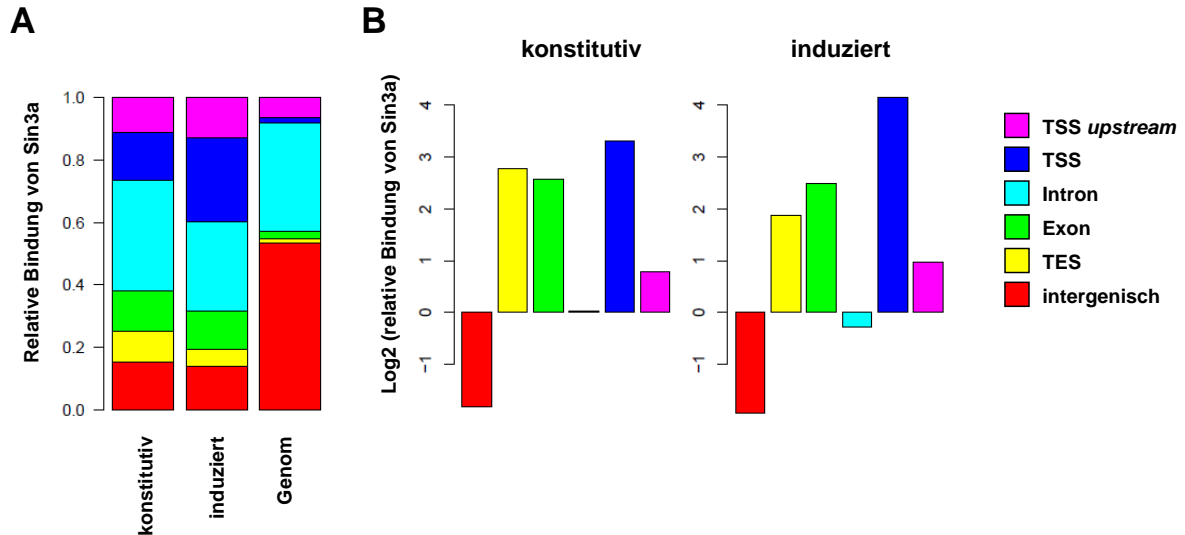 A
B
konstitutiv
induziert
Relative Bindung von Sin3a
1.0
0.8
0.6
0.4
0.2
0.0
konstitutiv
induziert
Genom
Log2 (relative Bindung von Sin3a)
4
3
2
1
0
−1
4
3
2
1
0
−1
TSS upstream
TSS
Intron
Exon
TES
intergenisch